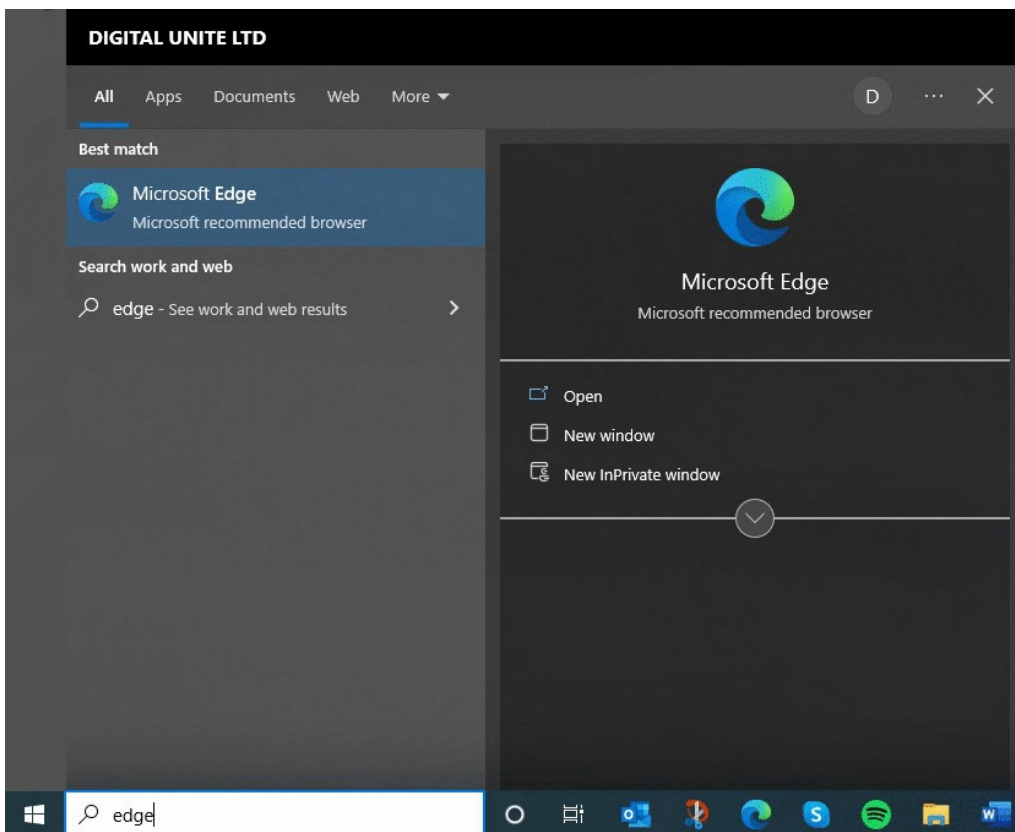 DIGITAL UNITE LTD
All Apps Documents Web More D ...
Best match
Microsoft Edge
Microsoft recommended browser
Search work and web
edge - See work and web results
Microsoft Edge
Microsoft recommended browser
Open
New window
New InPrivate window
edge